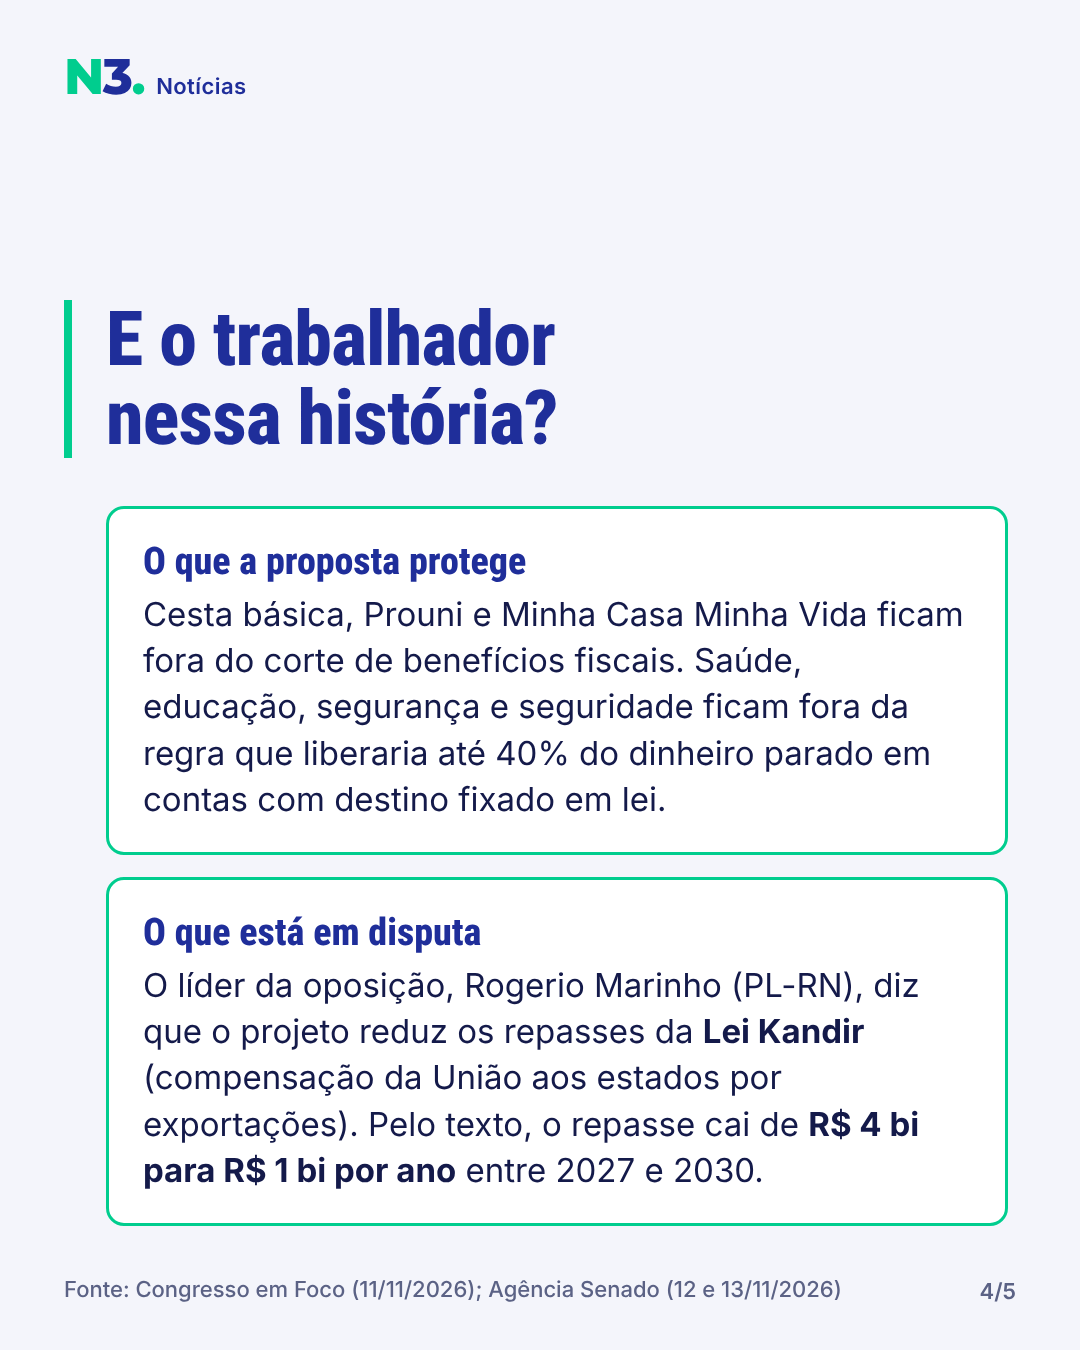 N3. Notícias
E o trabalhador
nessa história?
O que a proposta protege
Cesta básica, Prouni e Minha Casa Minha Vida ficam
fora do corte de benefícios fiscais. Saúde,
educação, segurança e seguridade ficam fora da
regra que liberaria até 40% do dinheiro parado em
contas com destino fixado em lei.
O que está em disputa
O líder da oposição, Rogerio Marinho (PL-RN), diz
que o projeto reduz os repasses da Lei Kandir
(compensação da União aos estados por
exportações). Pelo texto, o repasse cai de R$ 4 bi
para R$ 1 bi por ano entre 2027 e 2030.
Fonte: Congresso em Foco (11/11/2026); Agência Senado (12 e 13/11/2026)
4/5